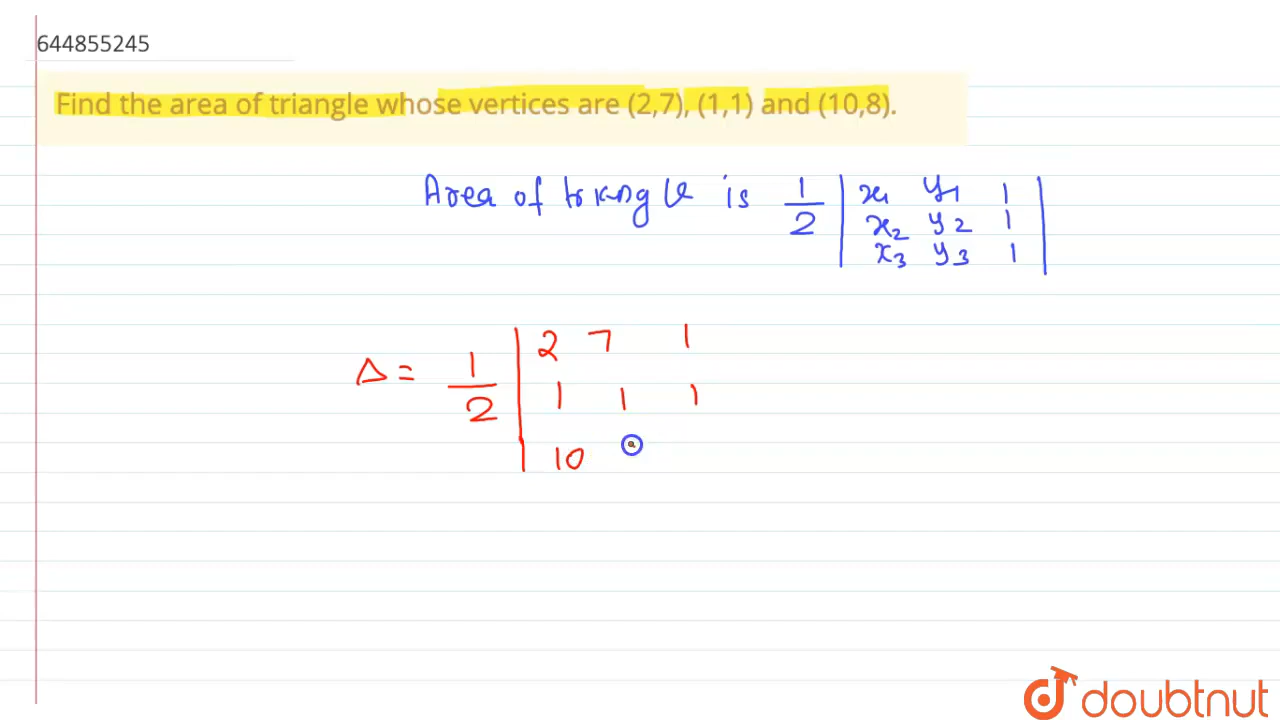 644855245
Find the area of triangle whose vertices are (2,7), (1,1) and (10,8).
Area of triangle is 1/2 | x1 y1 1 |
| x2 y2 1 |
| x3 y3 1 |
Δ = 1/2 | 2 7 1
1 1 1
10
doubtnut